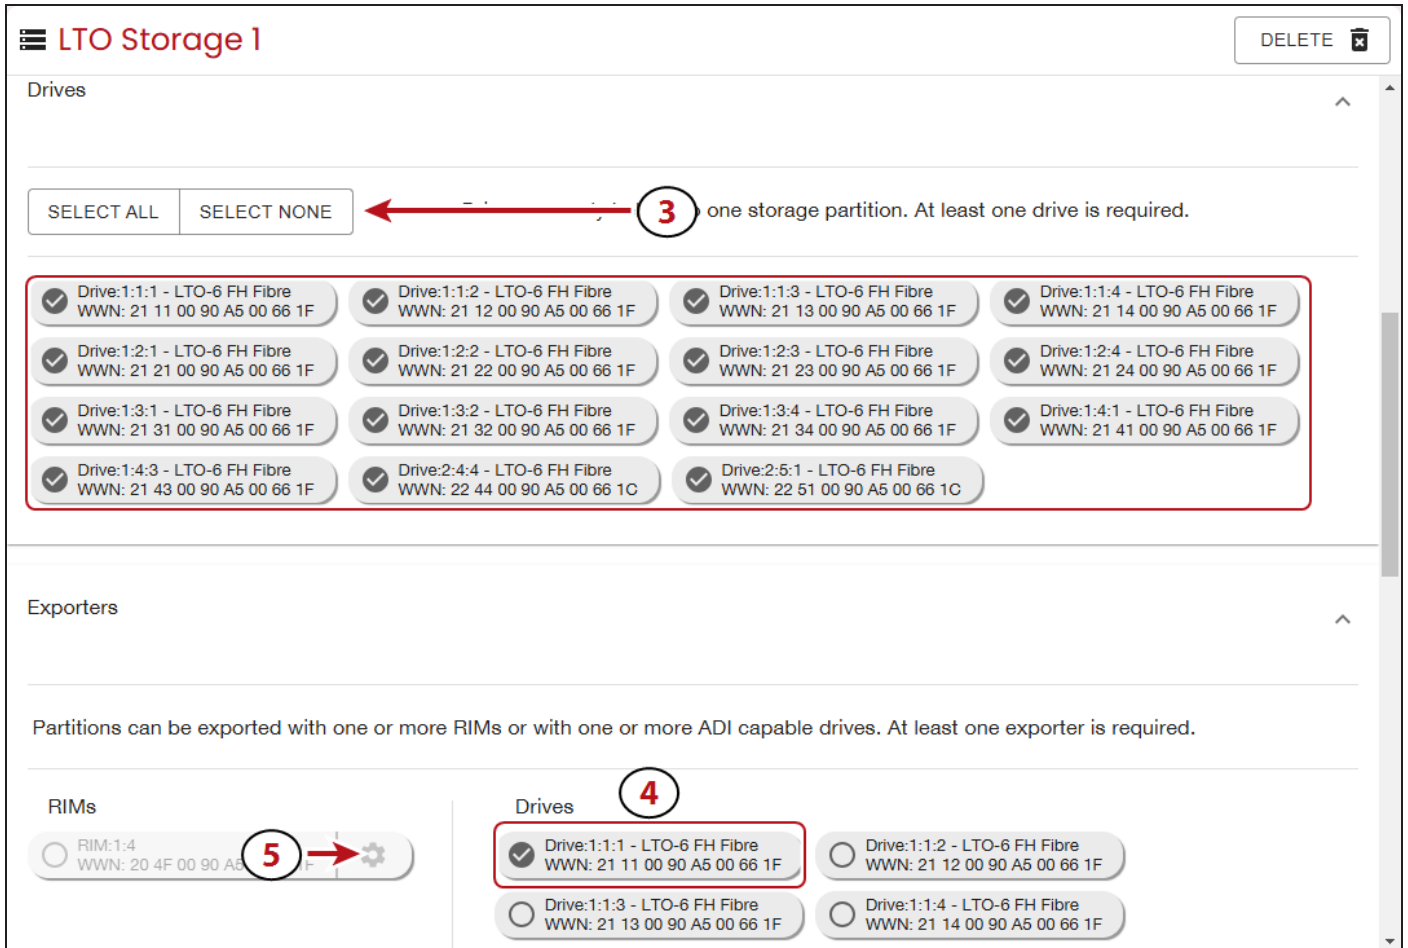 LTO Storage 1
DELETE
Drives
SELECT ALL
SELECT NONE
3
one storage partition. At least one drive is required.
Drive:1:1:1 - LTO-6 FH Fibre
WWN: 21 11 00 90 A5 00 66 1F
Drive:1:1:2 - LTO-6 FH Fibre
WWN: 21 12 00 90 A5 00 66 1F
Drive:1:1:3 - LTO-6 FH Fibre
WWN: 21 13 00 90 A5 00 66 1F
Drive:1:1:4 - LTO-6 FH Fibre
WWN: 21 14 00 90 A5 00 66 1F
Drive:1:2:1 - LTO-6 FH Fibre
WWN: 21 21 00 90 A5 00 66 1F
Drive:1:2:2 - LTO-6 FH Fibre
WWN: 21 22 00 90 A5 00 66 1F
Drive:1:2:3 - LTO-6 FH Fibre
WWN: 21 23 00 90 A5 00 66 1F
Drive:1:2:4 - LTO-6 FH Fibre
WWN: 21 24 00 90 A5 00 66 1F
Drive:1:3:1 - LTO-6 FH Fibre
WWN: 21 31 00 90 A5 00 66 1F
Drive:1:3:2 - LTO-6 FH Fibre
WWN: 21 32 00 90 A5 00 66 1F
Drive:1:3:4 - LTO-6 FH Fibre
WWN: 21 34 00 90 A5 00 66 1F
Drive:1:4:1 - LTO-6 FH Fibre
WWN: 21 41 00 90 A5 00 66 1F
Drive:1:4:3 - LTO-6 FH Fibre
WWN: 21 43 00 90 A5 00 66 1F
Drive:2:4:4 - LTO-6 FH Fibre
WWN: 22 44 00 90 A5 00 66 1C
Drive:2:5:1 - LTO-6 FH Fibre
WWN: 22 51 00 90 A5 00 66 1C
Exporters
Partitions can be exported with one or more RIMs or with one or more ADI capable drives. At least one exporter is required.
RIMs
RIM:1:4
WWN: 20 4F 00 90
5
Drives
4
Drive:1:1:1 - LTO-6 FH Fibre
WWN: 21 11 00 90 A5 00 66 1F
Drive:1:1:2 - LTO-6 FH Fibre
WWN: 21 12 00 90 A5 00 66 1F
Drive:1:1:3 - LTO-6 FH Fibre
WWN: 21 13 00 90 A5 00 66 1F
Drive:1:1:4 - LTO-6 FH Fibre
WWN: 21 14 00 90 A5 00 66 1F